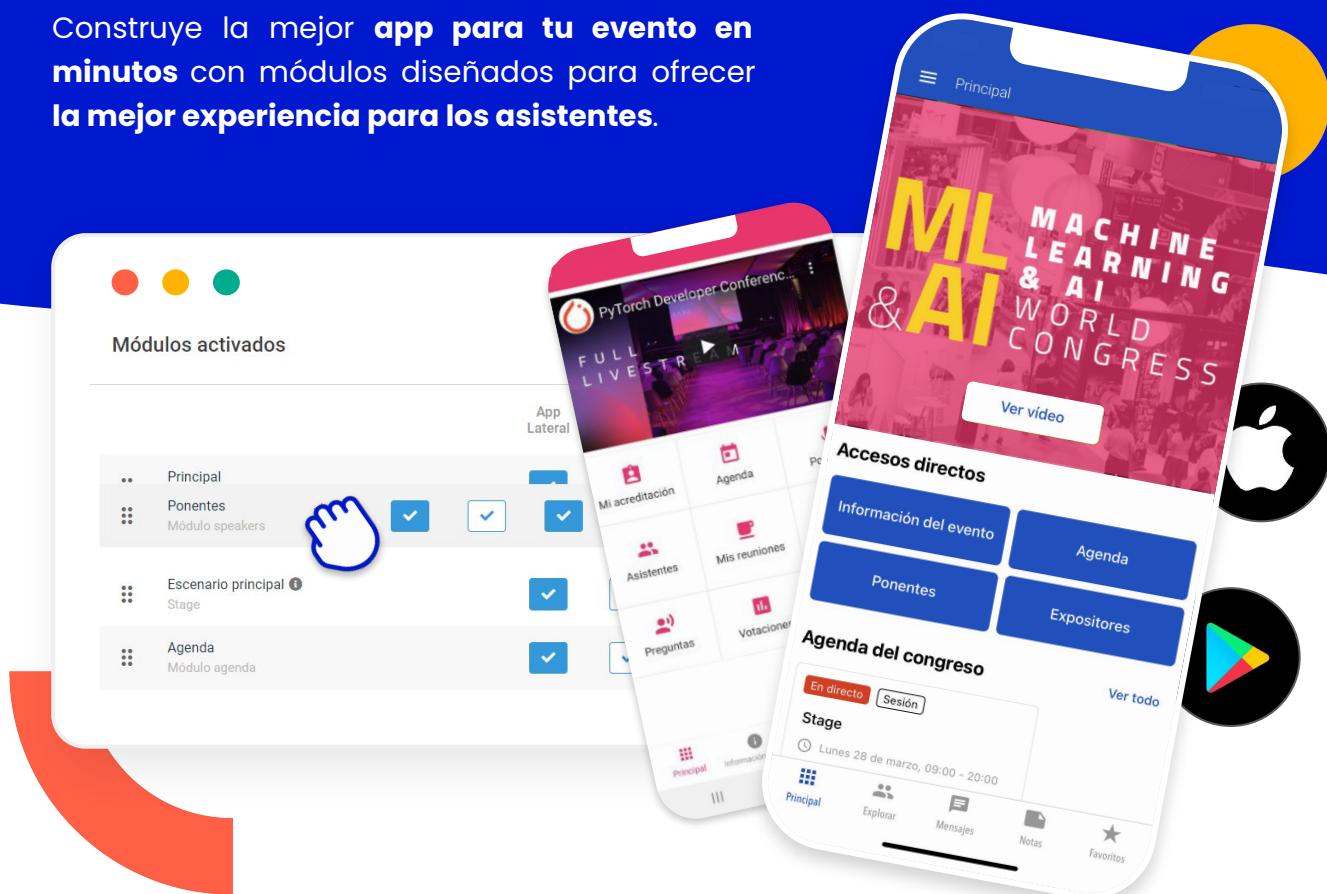 Construye la mejor app para tu evento en
minutos con módulos diseñados para ofrecer
la mejor experiencia para los asistentes.
Módulos activados
App
Lateral
Principal
Ponentes
Módulo speakers
Escenario principal
Stage
Agenda
Módulo agenda
PyTorch Developer Conferenc...
FULL
LIVESTREAM
Mi acreditación
Agenda
Po
Asistentes
Mis reuniones
Preguntas
Votaciones
Principal
Información
Principal
ML
&AI
MACHINE
LEARNING
& AI
WORLD
CONGRESS
3
Ver vídeo
Accesos directos
Información del evento
Agenda
Ponentes
Expositores
Agenda del congreso
Ver todo
En directo
Sesión
Stage
Lunes 28 de marzo, 09:00 - 20:00
Principal
Explorar
Mensajes
Notas
Favoritos